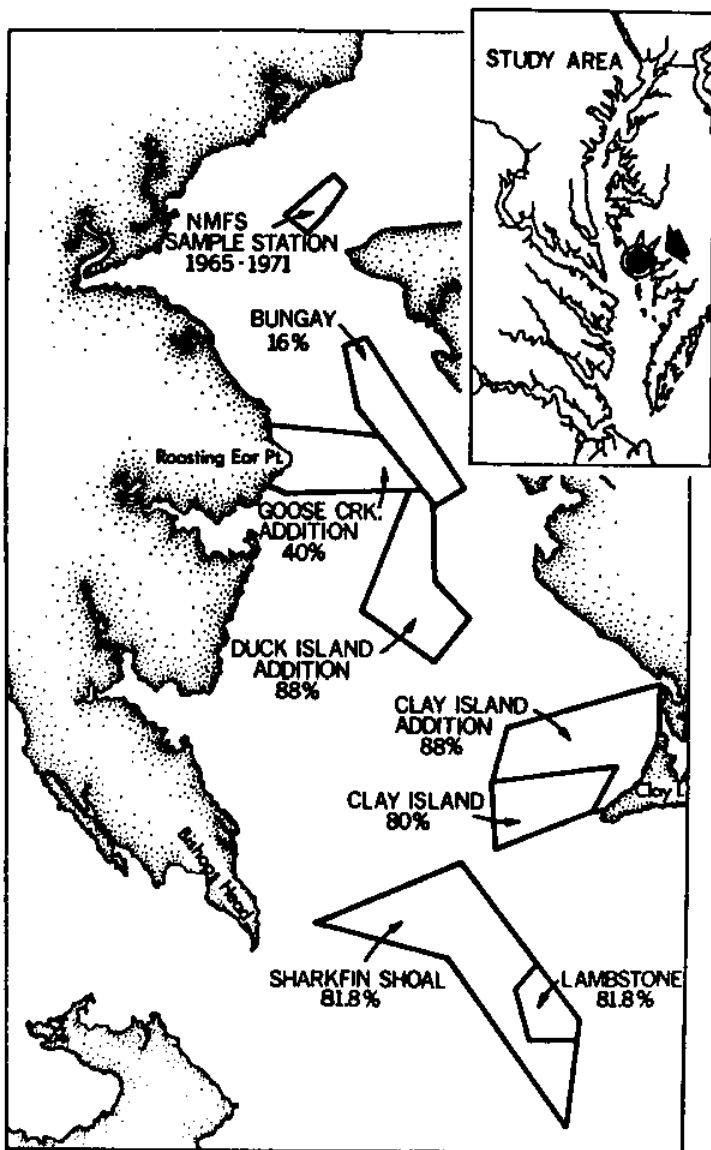 STUDY AREA
NMFS
SAMPLE STATION
1965-1971
BUNGAY
16%
Roasting Ear Pt.
GOOSE CRK.
ADDITION
40%
DUCK ISLAND
ADDITION
88%
CLAY ISLAND
ADDITION
88%
Clay I.
CLAY ISLAND
80%
Bishops Head
SHARKFIN SHOAL
81.8%
LAMBSTONE
81.8%